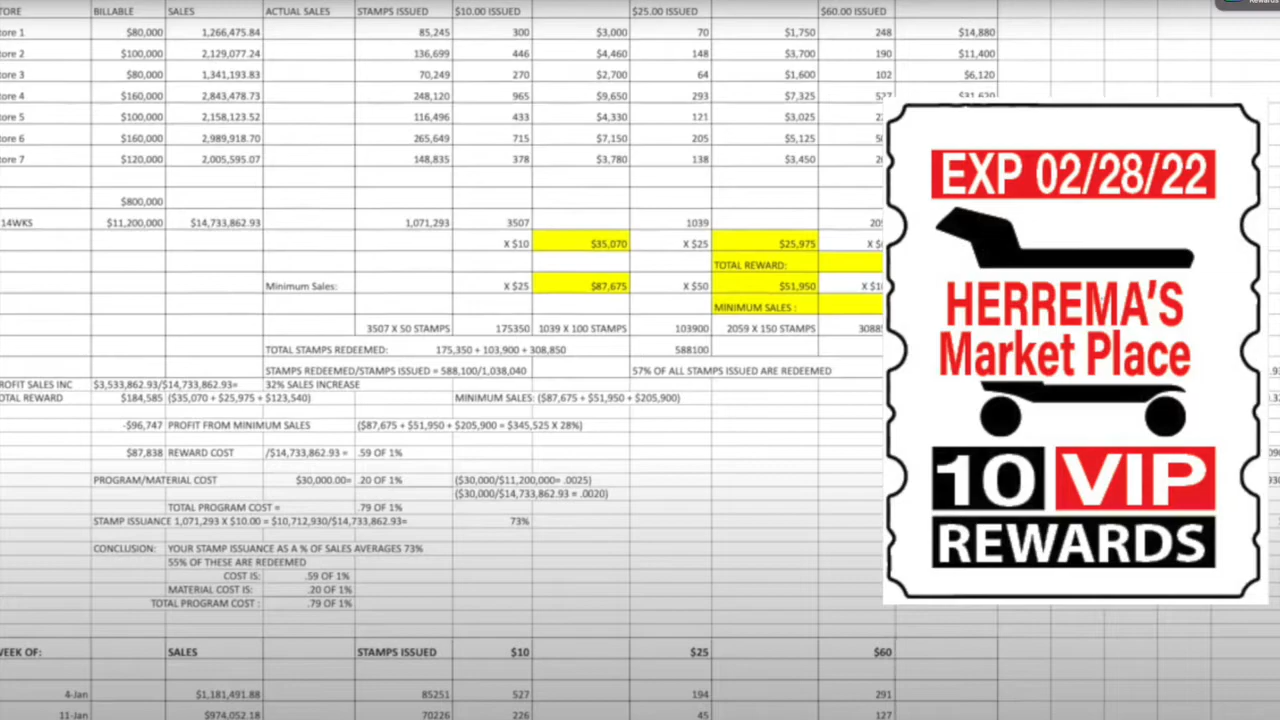 Rewards
TORE BILLABLE SALES ACTUAL SALES STAMPS ISSUED $10.00 ISSUED $25.00 ISSUED $60.00 ISSUED
ore 1 $80,000 1,266,475.84 85,245 300 $3,000 70 $1,750 248 $14,880
ore 2 $100,000 2,129,077.24 136,699 446 $4,460 148 $3,700 190 $11,400
ore 3 $80,000 1,341,193.83 70,249 270 $2,700 64 $1,600 102 $6,120
ore 4 $160,000 2,843,478.73 248,120 965 $9,650 293 $7,325 527 $31,620
ore 5 $100,000 2,158,123.52 116,496 433 $4,330 121 $3,025
ore 6 $160,000 2,989,918.70 265,649 715 $7,150 205 $5,125
ore 7 $120,000 2,005,595.07 148,835 378 $3,780 138 $3,450
$800,000
14WKS $11,200,000 $14,733,862.93 1,071,293 3507 1039
X $10 $35,070 X $25 $25,975
TOTAL REWARD:
Minimum Sales: X $25 $87,675 X $50 $51,950
MINIMUM SALES :
3507 X 50 STAMPS 175350 1039 X 100 STAMPS 103900 2059 X 150 STAMPS
TOTAL STAMPS REDEEMED: 175,350 + 103,900 + 308,850 588100
STAMPS REDEEMED/STAMPS ISSUED = 588,100/1,038,040 57% OF ALL STAMPS ISSUED ARE REDEEMED
ROFIT SALES INC $3,533,862.93/$14,733,862.93= 32% SALES INCREASE
OTAL REWARD $184,585 ($35,070 + $25,975 + $123,540) MINIMUM SALES: ($87,675 + $51,950 + $205,900)
-$96,747 PROFIT FROM MINIMUM SALES ($87,675 + $51,950 + $205,900 = $345,525 X 28%)
$87,838 REWARD COST /$14,733,862.93 = .59 OF 1%
PROGRAM/MATERIAL COST $30,000.00= .20 OF 1% ($30,000/$11,200,000= .0025)
($30,000/$14,733,862.93 = .0020)
TOTAL PROGRAM COST = .79 OF 1%
STAMP ISSUANCE 1,071,293 X $10.00 = $10,712,930/$14,733,862.93= 73%
CONCLUSION: YOUR STAMP ISSUANCE AS A % OF SALES AVERAGES 73%
55% OF THESE ARE REDEEMED
COST IS: .59 OF 1%
MATERIAL COST IS: .20 OF 1%
TOTAL PROGRAM COST : .79 OF 1%
WEEK OF: SALES STAMPS ISSUED $10 $25 $60
4-Jan $1,181,491.88 85251 527 194 291
11-Jan $974,052.18 70226 226 45 127
EXP 02/28/22
HERREMA'S
Market Place
10 VIP
REWARDS